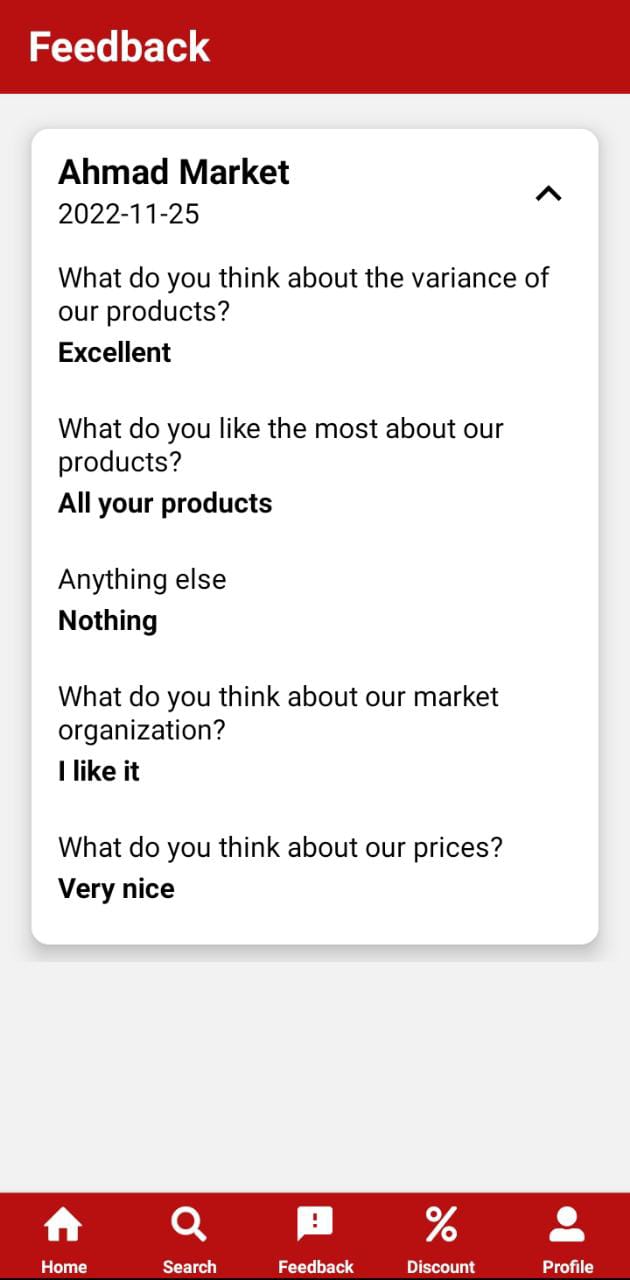 Feedback
Ahmad Market
2022-11-25
What do you think about the variance of
our products?
Excellent
What do you like the most about our
products?
All your products
Anything else
Nothing
What do you think about our market
organization?
I like it
What do you think about our prices?
Very nice
Home Search Feedback Discount Profile